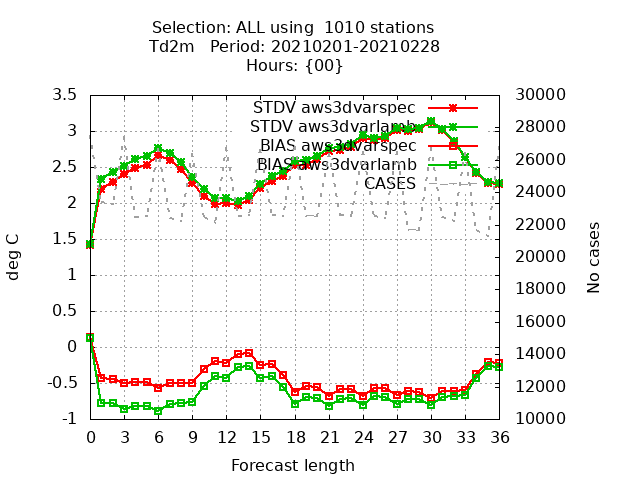 Selection: ALL using  1010 stations
Td2m   Period: 20210201-20210228
Hours: {00}
3.5 30000
STDV aws3dvarspec
3 28000
STDV aws3dvarlamb
BIAS aws3dvarspec
2.5 26000
BIAS aws3dvarlamb
CASES
2 24000
1.5 22000
deg C
1 20000
No cases
0.5 18000
0 16000
-0.5 14000
-1 12000
10000
0 3 6 9 12 15 18 21 24 27 30 33 36
Forecast length